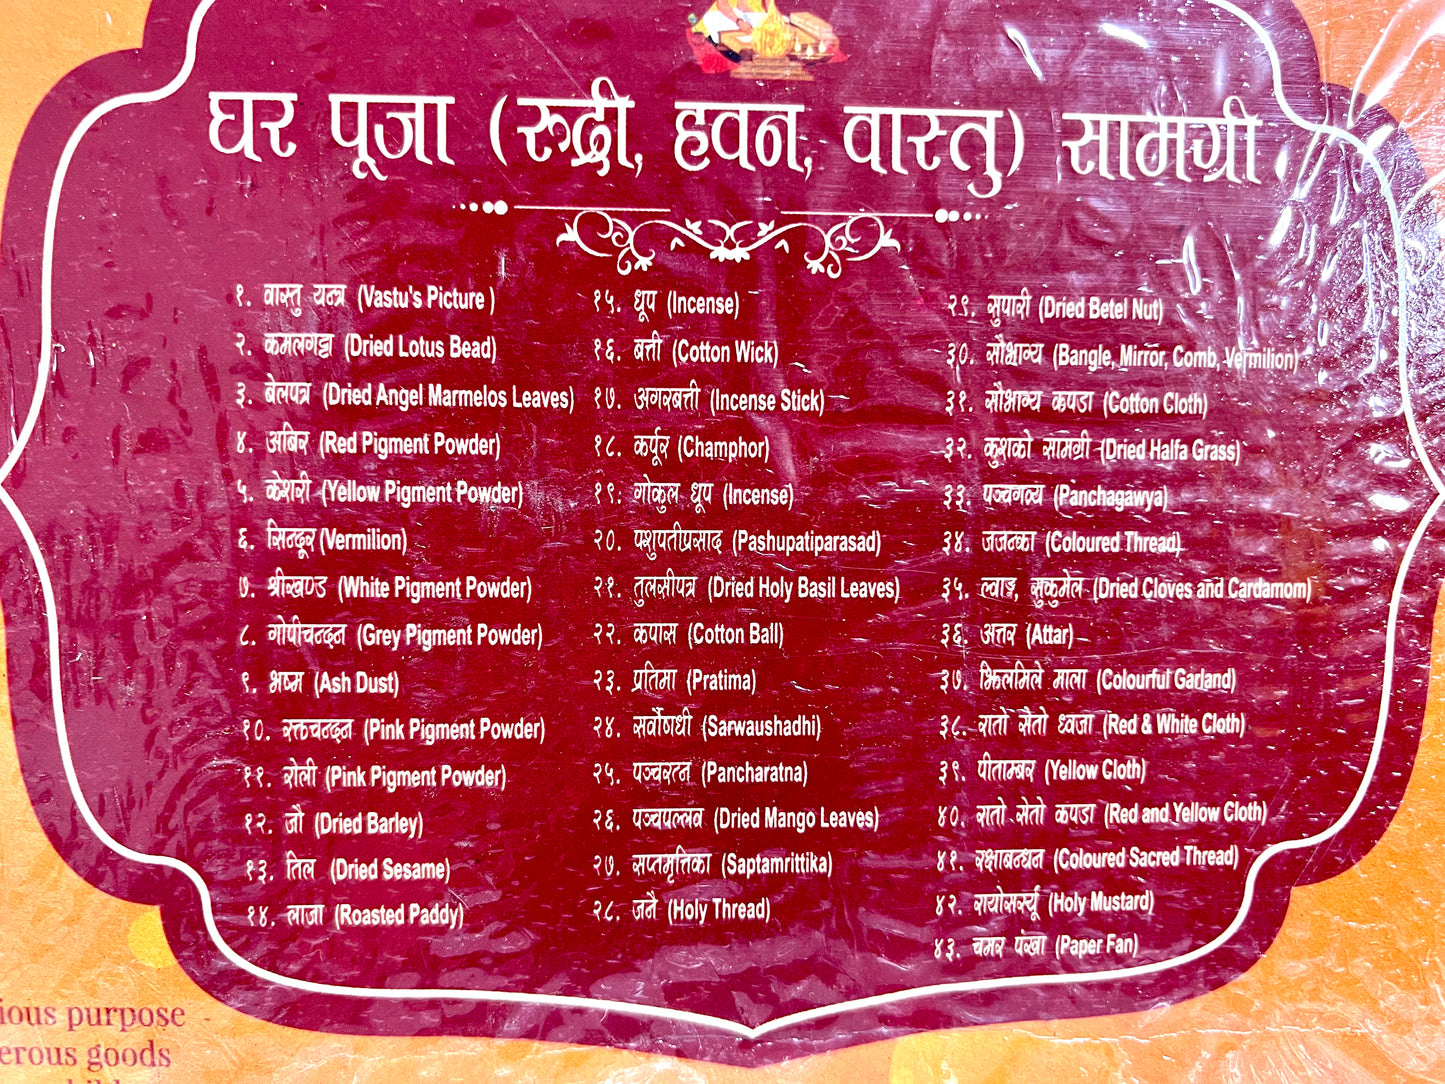 घर पूजा (रुद्री, हवन, वास्तु) सामग्री
१. वास्तु यन्त्र (Vastu's Picture )
२. कमलगट्टा (Dried Lotus Bead)
३. बेलपत्र (Dried Angel Marmelos Leaves)
४. अबिर (Red Pigment Powder)
५. केशरी (Yellow Pigment Powder)
६. सिन्दूर (Vermilion)
७. श्रीखण्ड (White Pigment Powder)
८. गोपीचन्दन (Grey Pigment Powder)
९. भष्म (Ash Dust)
१०. रक्तचन्दन (Pink Pigment Powder)
११. रोली (Pink Pigment Powder)
१२. जौ (Dried Barley)
१३. तिल (Dried Sesame)
१४. लाजा (Roasted Paddy)
१५. धूप (Incense)
१६. बत्ती (Cotton Wick)
१७. अगरबत्ती (Incense Stick)
१८. कर्पूर (Champhor)
१९. गोकुल धूप (Incense)
२०. पशुपतीप्रसाद (Pashupatiparasad)
२१. तुलसीपत्र (Dried Holy Basil Leaves)
२२. कपास (Cotton Ball)
२३. प्रतिमा (Pratima)
२४. सर्वोषधी (Sarwaushadhi)
२५. पञ्चरत्न (Pancharatna)
२६. पञ्चपल्लव (Dried Mango Leaves)
२७. सप्तमृत्तिका (Saptamrittika)
२८. जनै (Holy Thread)
२९. सुपारी (Dried Betel Nut)
३०. सौभाग्य (Bangle, Mirror, Comb, Vermilion)
३१. सौभाग्य कपडा (Cotton Cloth)
३२. कुशको सामग्री (Dried Halfa Grass)
३३. पञ्चगव्य (Panchagawya)
३४. जजन्का (Coloured Thread)
३५. ल्वाङ, सुकुमेल (Dried Cloves and Cardamom)
३६. अत्तर (Attar)
३७. झिलमिले माला (Colourful Garland)
३८. रातो सेतो ध्वजा (Red & White Cloth)
३९. पीताम्बर (Yellow Cloth)
४०. रातो सेतो कपडा (Red and Yellow Cloth)
४१. रक्षाबन्धन (Coloured Sacred Thread)
४२. रायोसर्स्यूं (Holy Mustard)
४३. चमर पंखा (Paper Fan)
ious purpose
erous goods